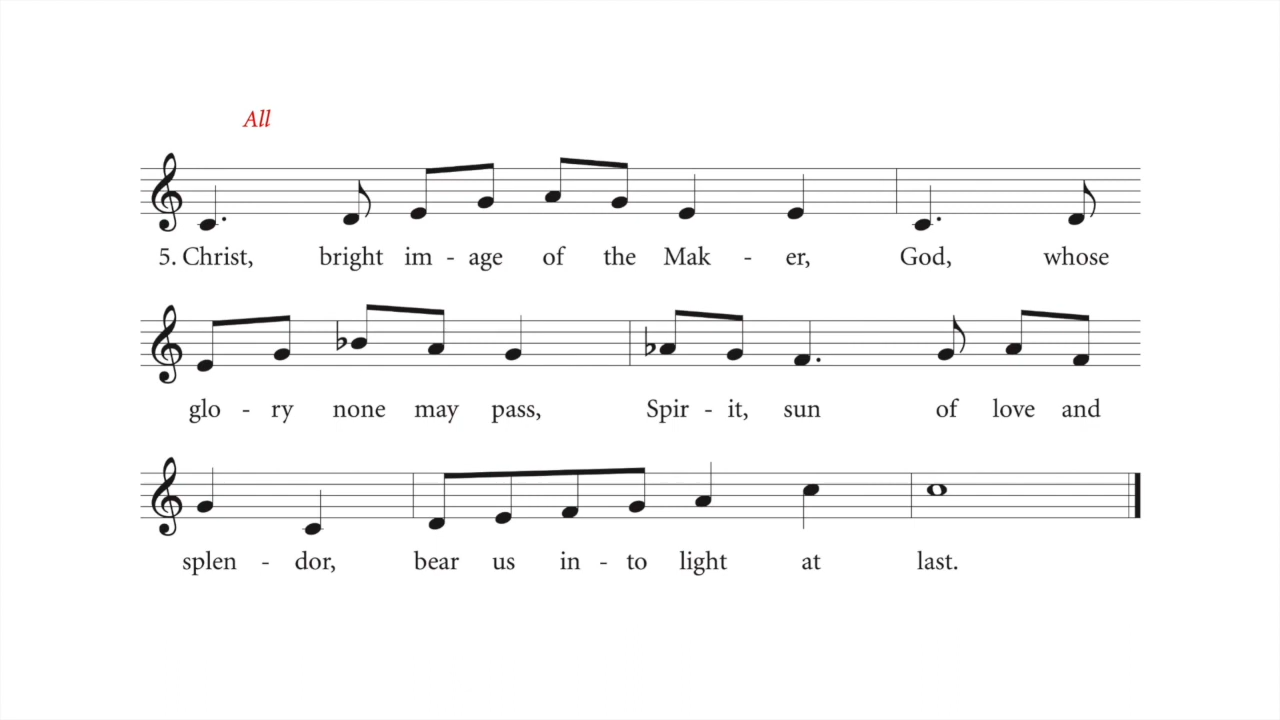 All
5. Christ, bright im - age of the Mak - er, God, whose
glo - ry none may pass, Spir - it, sun of love and
splen - dor, bear us in - to light at last.